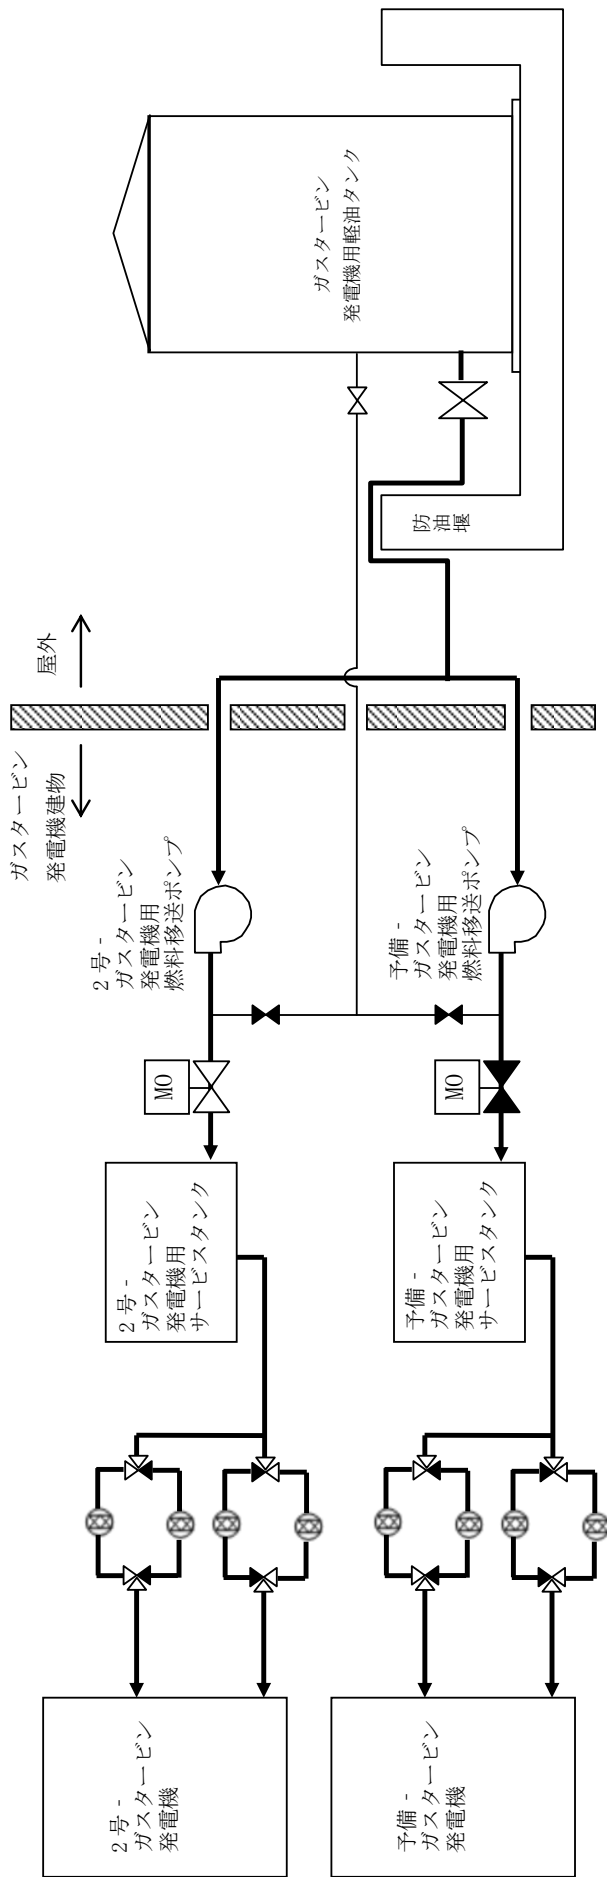 ガスタービン
発電機用軽油タンク
防油
堰
屋外
ガスタービン
発電機建物
2号-
ガスタービン
発電機用
燃料移送ポンプ
予備-
ガスタービン
発電機用
燃料移送ポンプ
MO
MO
2号-
ガスタービン
発電機用
サービスタンク
予備-
ガスタービン
発電機用
サービスタンク
2号-
ガスタービン
発電機
予備-
ガスタービン
発電機